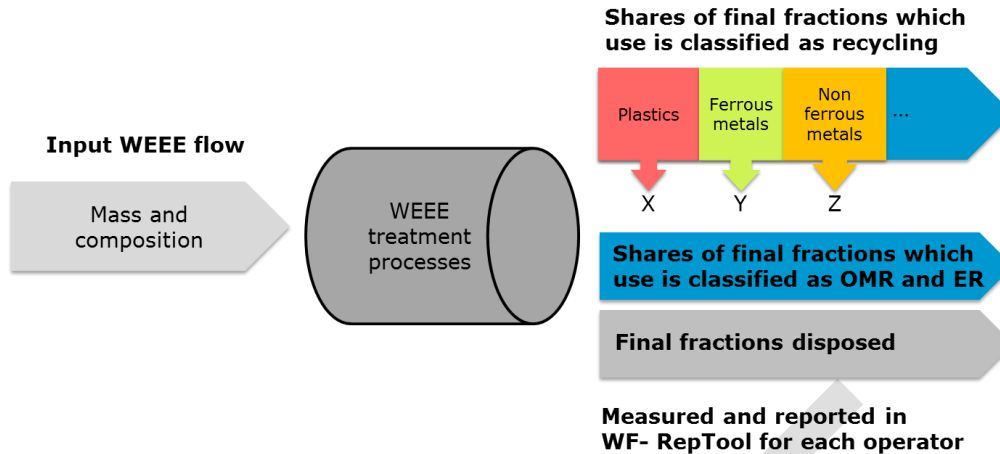 Shares of final fractions which
use is classified as recycling
Plastics
Ferrous
metals
Non
ferrous
metals
...
X
Y
Z
Input WEEE flow
Mass and
composition
WEEE
treatment
processes
Shares of final fractions which
use is classified as OMR and ER
Final fractions disposed
Measured and reported in
WF- RepTool for each operator